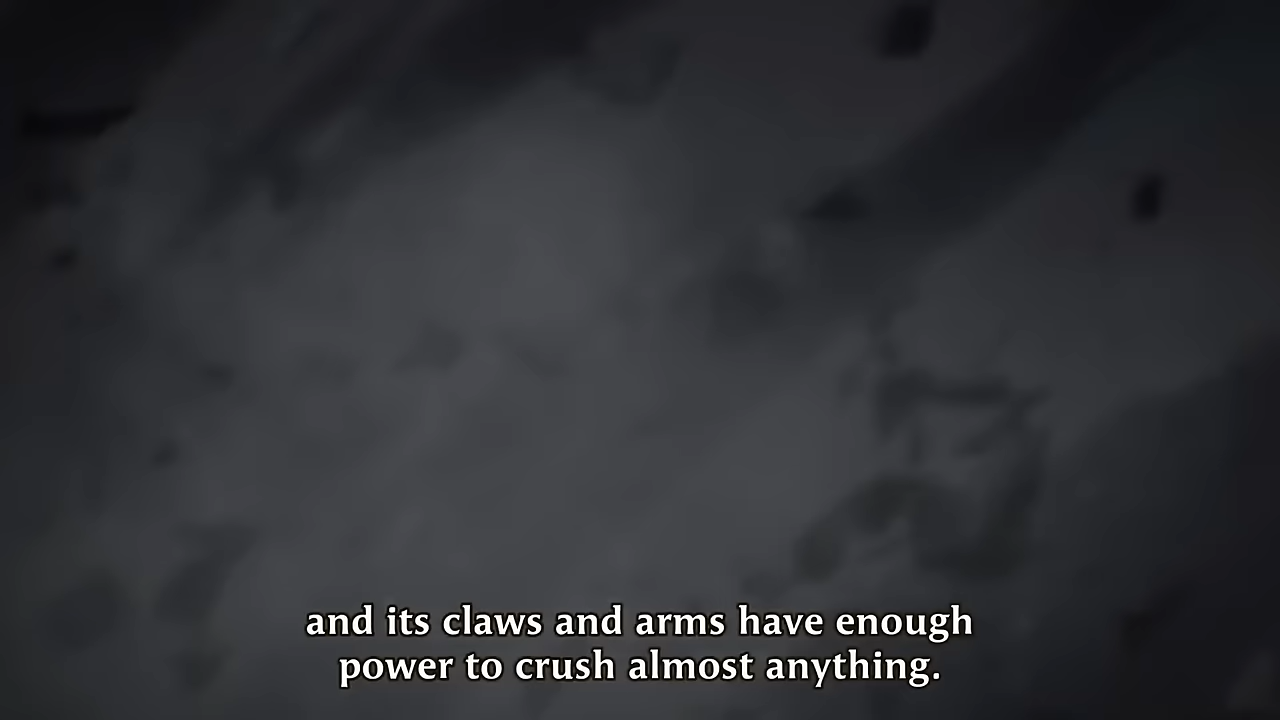 and its claws and arms have enough
power to crush almost anything.